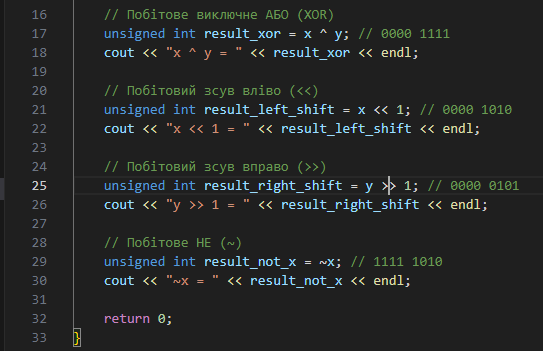 16 // Побітове виключне АБО (XOR)
17 unsigned int result_xor = x ^ y; // 0000 1111
18 cout << "x ^ y = " << result_xor << endl;
19
20 // Побітовий зсув вліво (<<)
21 unsigned int result_left_shift = x << 1; // 0000 1010
22 cout << "x << 1 = " << result_left_shift << endl;
23
24 // Побітовий зсув вправо (>>)
25 unsigned int result_right_shift = y >> 1; // 0000 0101
26 cout << "y >> 1 = " << result_right_shift << endl;
27
28 // Побітове НЕ (~)
29 unsigned int result_not_x = ~x; // 1111 1010
30 cout << "~x = " << result_not_x << endl;
31
32 return 0;
33 }